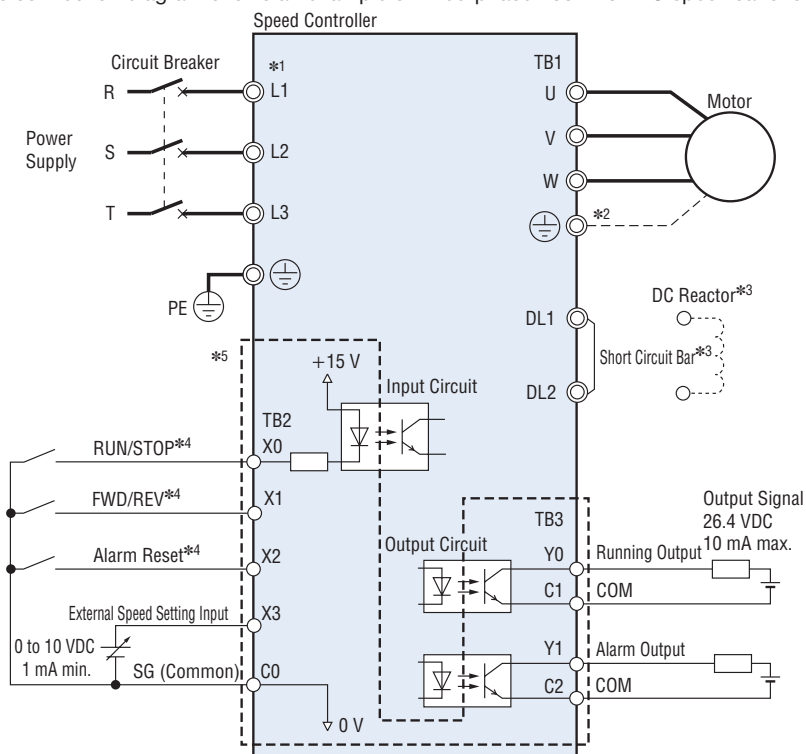 Speed Controller
Circuit Breaker
*1
TB1
R
L1
U
Motor
Power
Supply
S
L2
V
W
T
L3
*2
PE
DL1
DC Reactor*3
Short Circuit Bar*3
DL2
*5
+15 V
Input Circuit
TB2
RUN/STOP*4
X0
FWD/REV*4
X1
Alarm Reset*4
X2
External Speed Setting Input
X3
0 to 10 VDC
1 mA min.
SG (Common)
C0
0 V
Output Circuit
TB3
Output Signal
26.4 VDC
10 mA max.
Y0
Running Output
C1
COM
Y1
Alarm Output
C2
COM